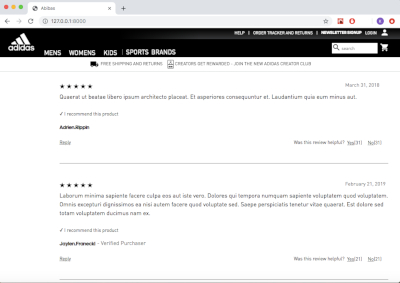 Abitas
127.0.0.1:8000
HELP | ORDER TRACKER AND RETURNS | NEWSLETTER SIGNUP LOGIN
adidas
MENS WOMENS KIDS | SPORTS BRANDS
search
FREE SHIPPING AND RETURNS CREATORS GET REWARDED - JOIN THE NEW ADIDAS CREATOR CLUB
★★★★★ March 31, 2018
Quaerat ut beatae libero ipsum architecto placeat. Et asperiores consequuntur et. Laudantium quia eum minus aut.
✓ I recommend this product
Adrien.Rippin
Reply Was this review helpful? Yes(31) No(31)
★★★★★ February 21, 2019
Laborum minima sapiente facere culpa eos aut iste vero. Dolores qui tempora numquam sapiente voluptatem quod voluptatem.
Omnis excepturi dignissimos ea nisi autem facere quod voluptate sed. Saepe perspiciatis tenetur vitae quaerat. Est dolore sed
totam voluptatem ducimus nam ex.
✓ I recommend this product
Jaylen.Franecki - Verified Purchaser
Reply Was this review helpful? Yes(31) No(31)